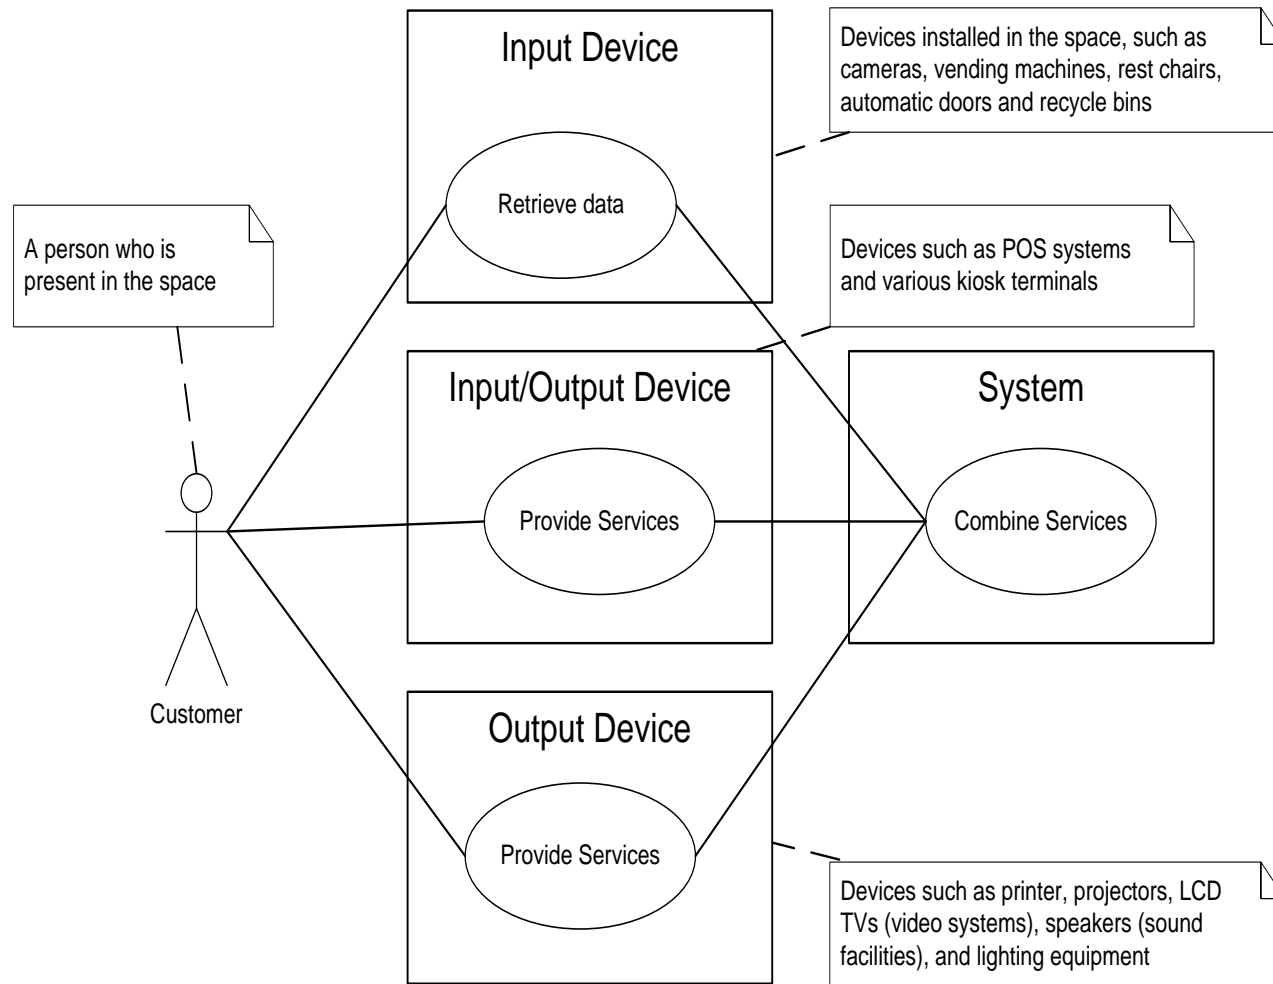 Input Device
Devices installed in the space, such as
cameras, vending machines, rest chairs,
automatic doors and recycle bins
Retrieve data
A person who is
present in the space
Devices such as POS systems
and various kiosk terminals
Input/Output Device
System
Provide Services
Combine Services
Customer
Output Device
Provide Services
Devices such as printer, projectors, LCD
TVs (video systems), speakers (sound
facilities), and lighting equipment